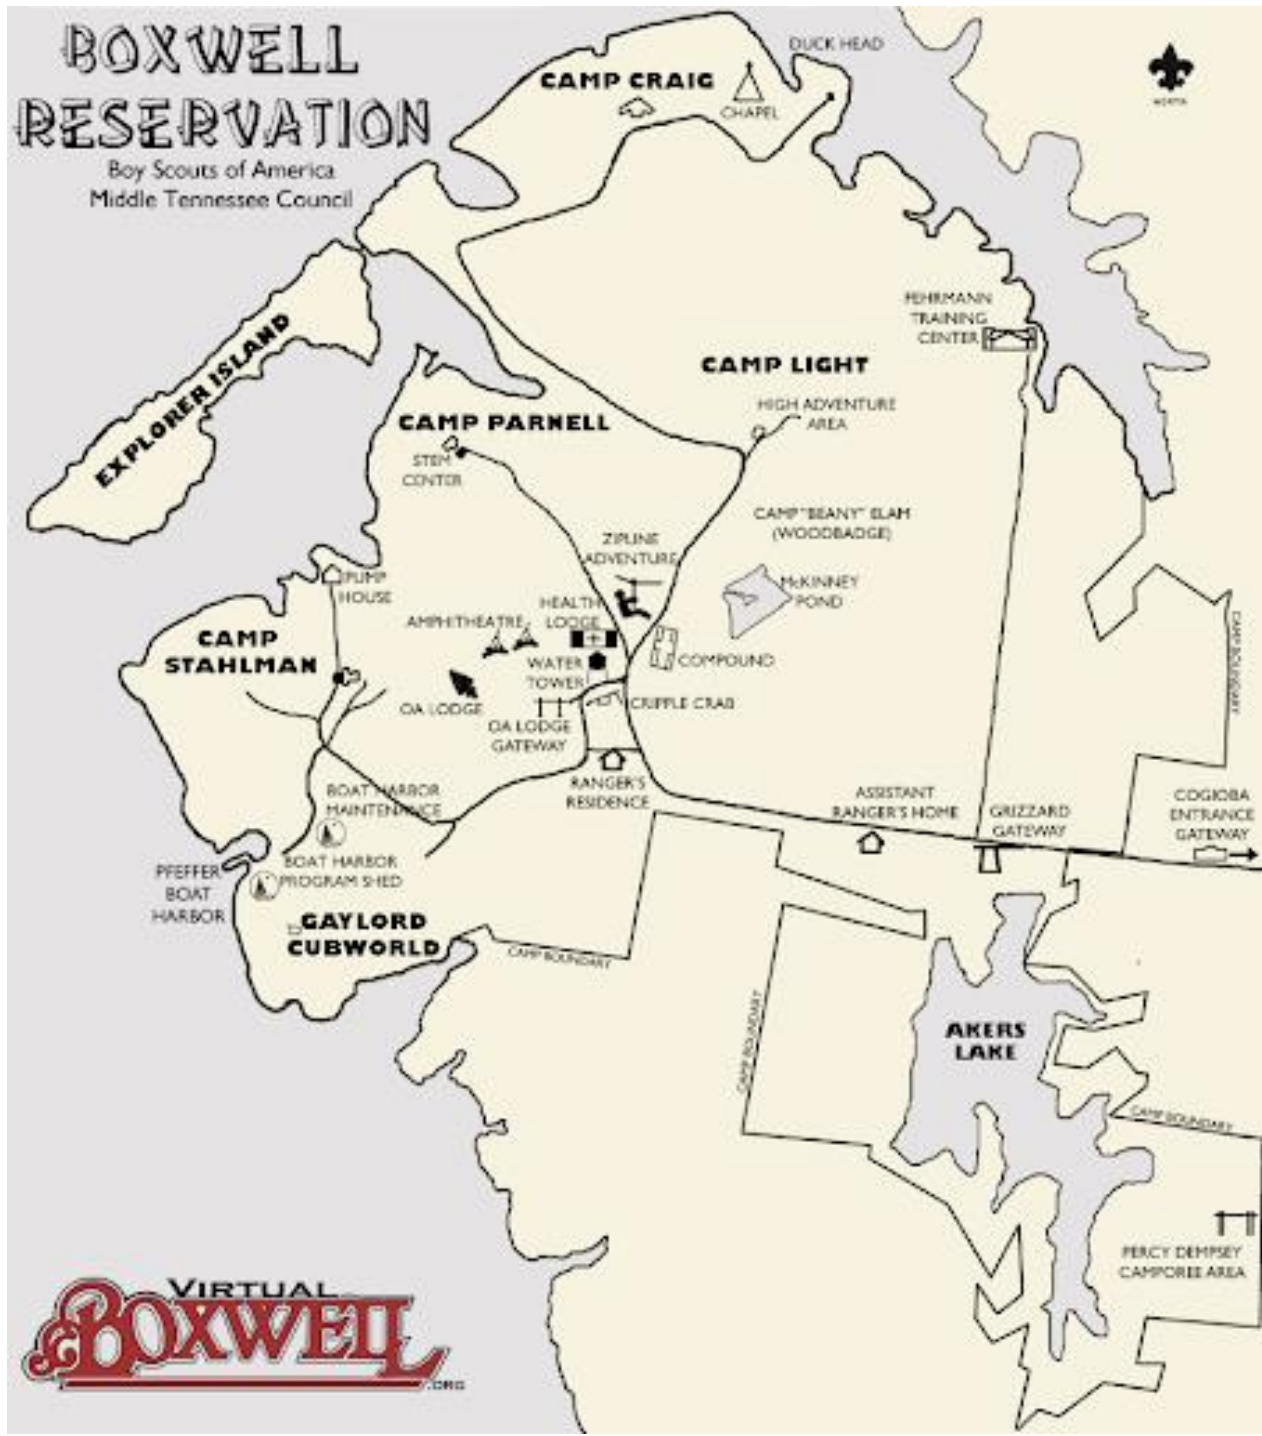 BOXWELL
RESERVATION
Boy Scouts of America
Middle Tennessee Council
DUCK HEAD
NORTH
CAMP CRAIG
CHAPEL
EXPLORER ISLAND
FEHRMANN
TRAINING
CENTER
CAMP LIGHT
HIGH ADVENTURE
AREA
CAMP PARNELL
STEM
CENTER
CAMP "BEANY" ELAM
(WOODBADGE)
ZIPLINE
ADVENTURE
McKINNEY
POND
PUMP
HOUSE
HEALTH
LODGE
AMPHITHEATRE
CAMP
STAHLMAN
WATER
TOWER
COMPOUND
OA LODGE
CRIPPLE CRAB
OA LODGE
GATEWAY
CAMP BOUNDARY
RANGER'S
RESIDENCE
BOAT HARBOR
MAINTENANCE
ASSISTANT
RANGER'S HOME
GRIZZARD
GATEWAY
COGIOBA
ENTRANCE
GATEWAY
BOAT HARBOR
PROGRAM SHED
PFEFFER
BOAT
HARBOR
GAYLORD
CUBWORLD
CAMP BOUNDARY
CAMP BOUNDARY
AKERS
LAKE
CAMP BOUNDARY
PERCY DEMPSEY
CAMPOREE AREA
VIRTUAL
BOXWELL
.ORG